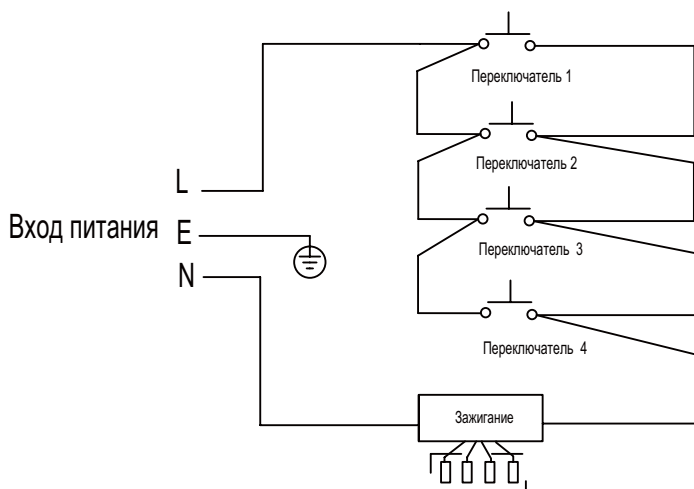 Переключатель 1
Переключатель 2
L
Вход питания E
Переключатель 3
N
Переключатель 4
Зажигание